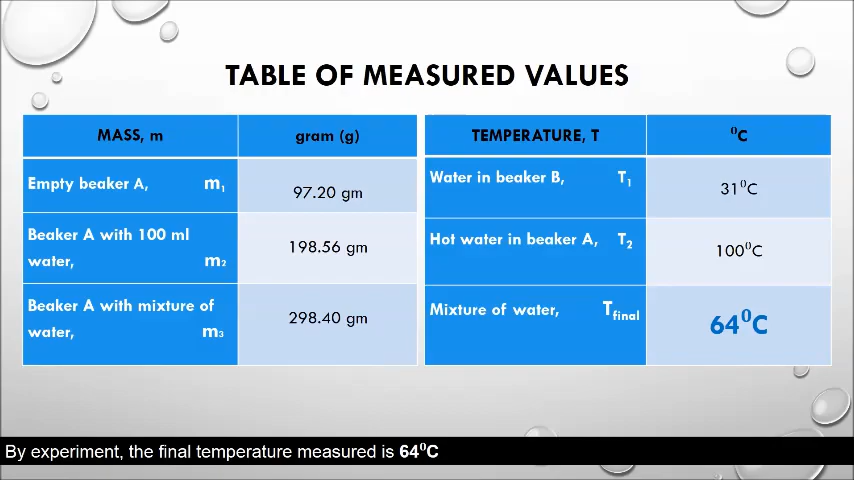 TABLE OF MEASURED VALUES
MASS, m gram (g)
Empty beaker A, m₁ 97.20 gm
Beaker A with 100 ml
water, m₂ 198.56 gm
Beaker A with mixture of
water, m₃ 298.40 gm
TEMPERATURE, T ⁰C
Water in beaker B, T₁ 31⁰C
Hot water in beaker A, T₂ 100⁰C
Mixture of water, T_final 64⁰C
By experiment, the final temperature measured is 64⁰C